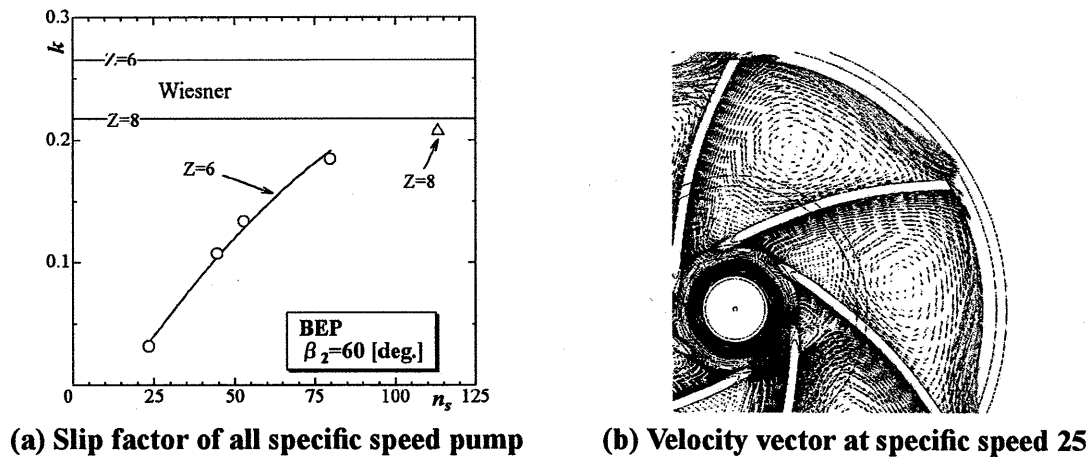 0.3
k
Z=6
Wiesner
Z=8
0.2
Z=6
Z=8
0.1
BEP
β2=60 [deg.]
0 25 50 75 100 ns 125
(a) Slip factor of all specific speed pump
(b) Velocity vector at specific speed 25